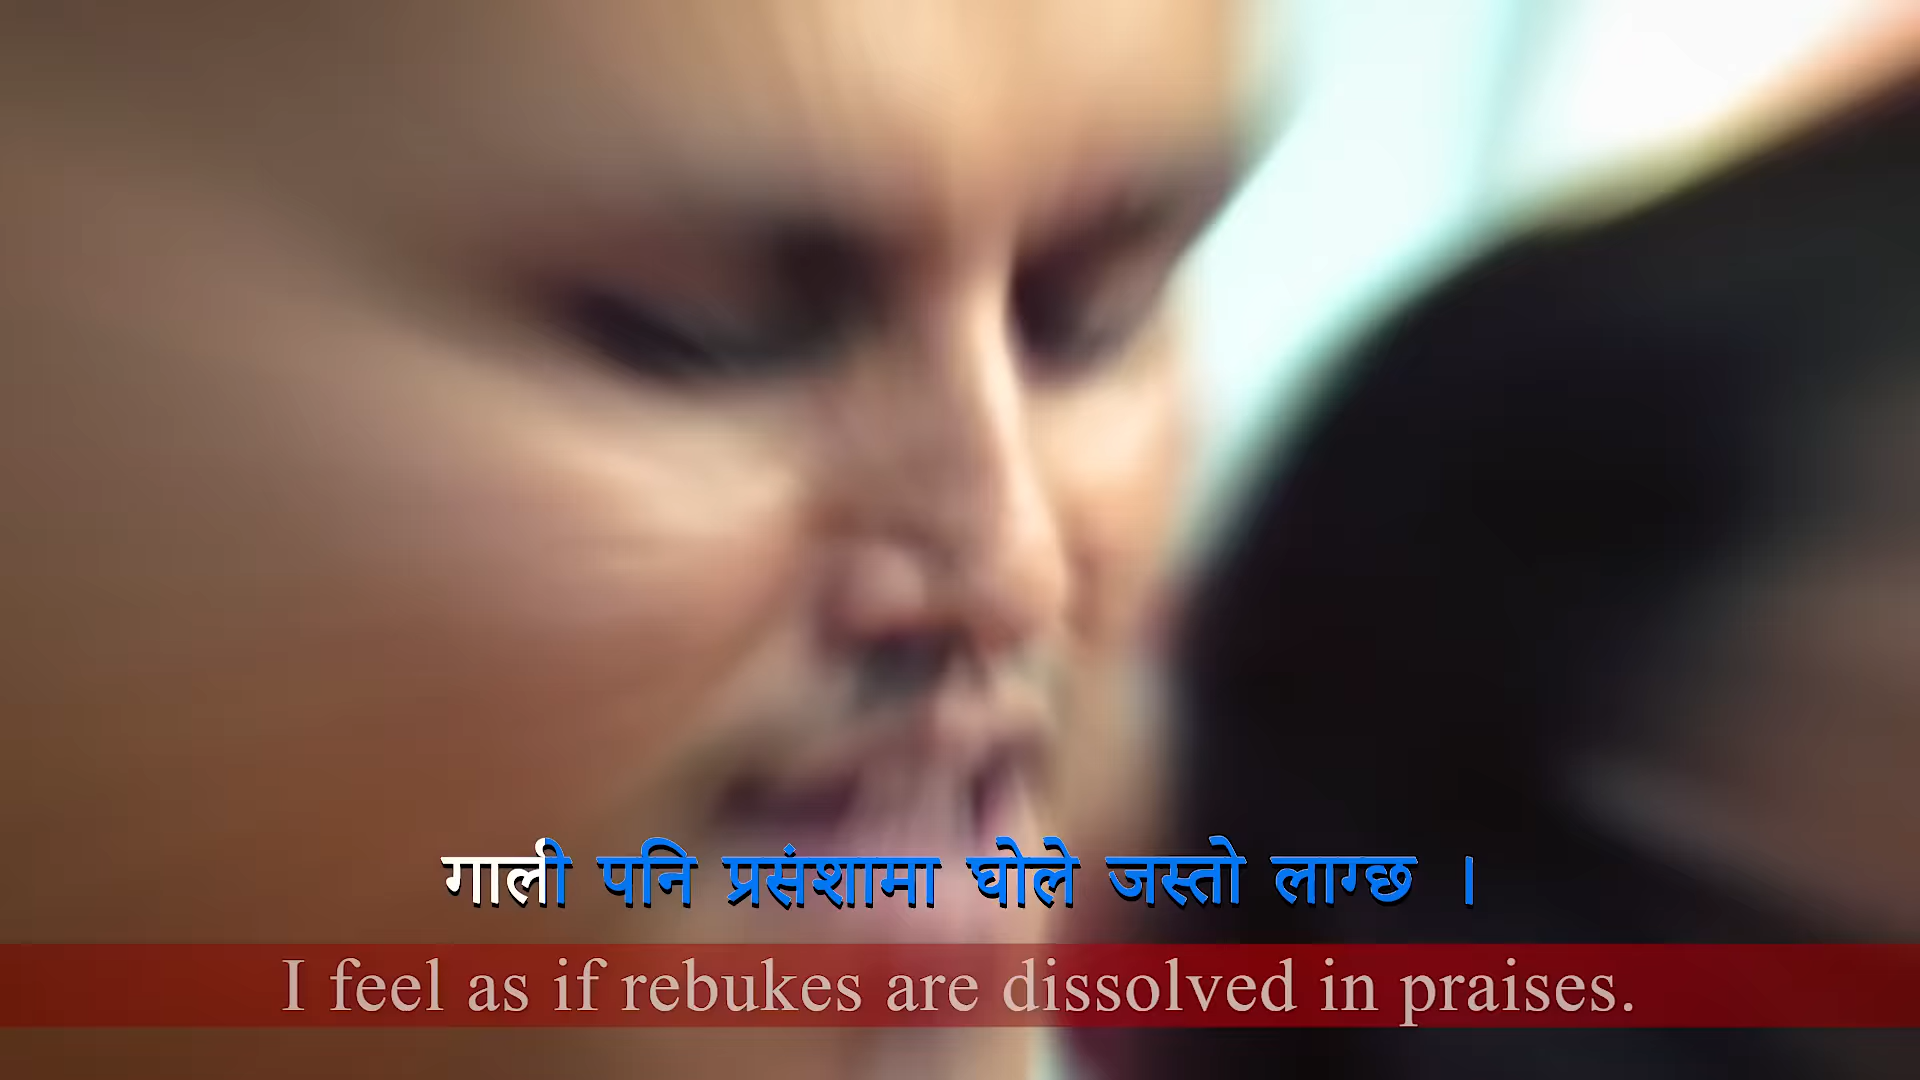 गाली पनि प्रसंशामा घोले जस्तो लाग्छ ।
I feel as if rebukes are dissolved in praises.